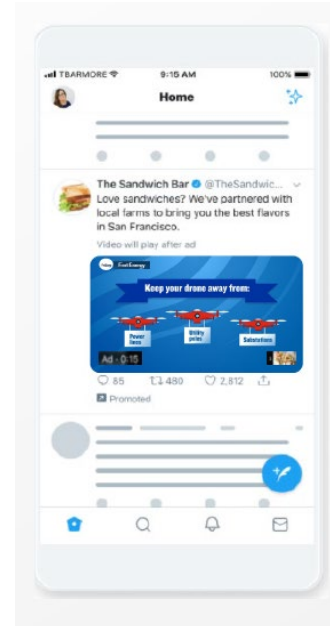 TBARMORE 9:15 AM 100%
Home
The Sandwich Bar @TheSandwic...
Love sandwiches? We've partnered with
local farms to bring you the best flavors
in San Francisco.
Video will play after ad
FirstEnergy
Keep your drone away from:
Power
lines
Utility
poles
Substations
Ad · 0:15
85 480 2,812
Promoted